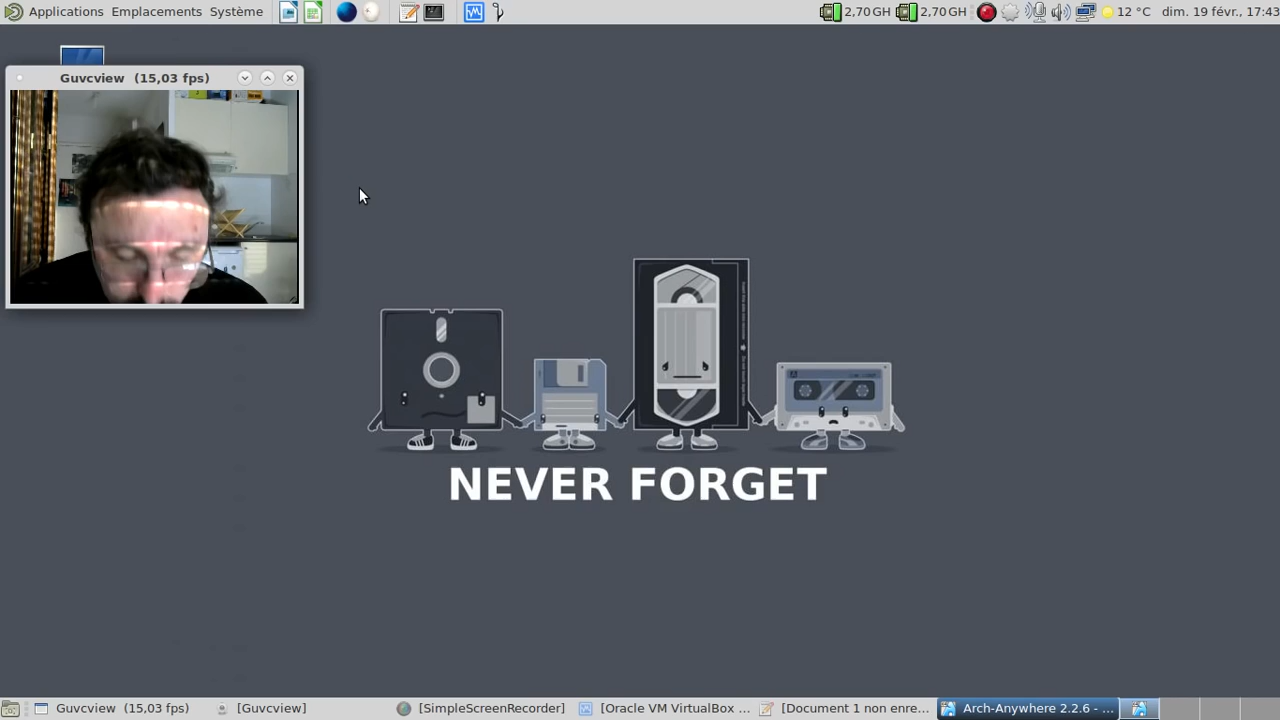 Applications Emplacements Système 2,70 GH 2,70 GH 12 °C dim. 19 févr., 17:43
Guvcview (15,03 fps)
NEVER FORGET
Guvcview (15,03 fps) [Guvcview] [SimpleScreenRecorder] [Oracle VM VirtualBox ... [Document 1 non enre... Arch-Anywhere 2.2.6 - ...